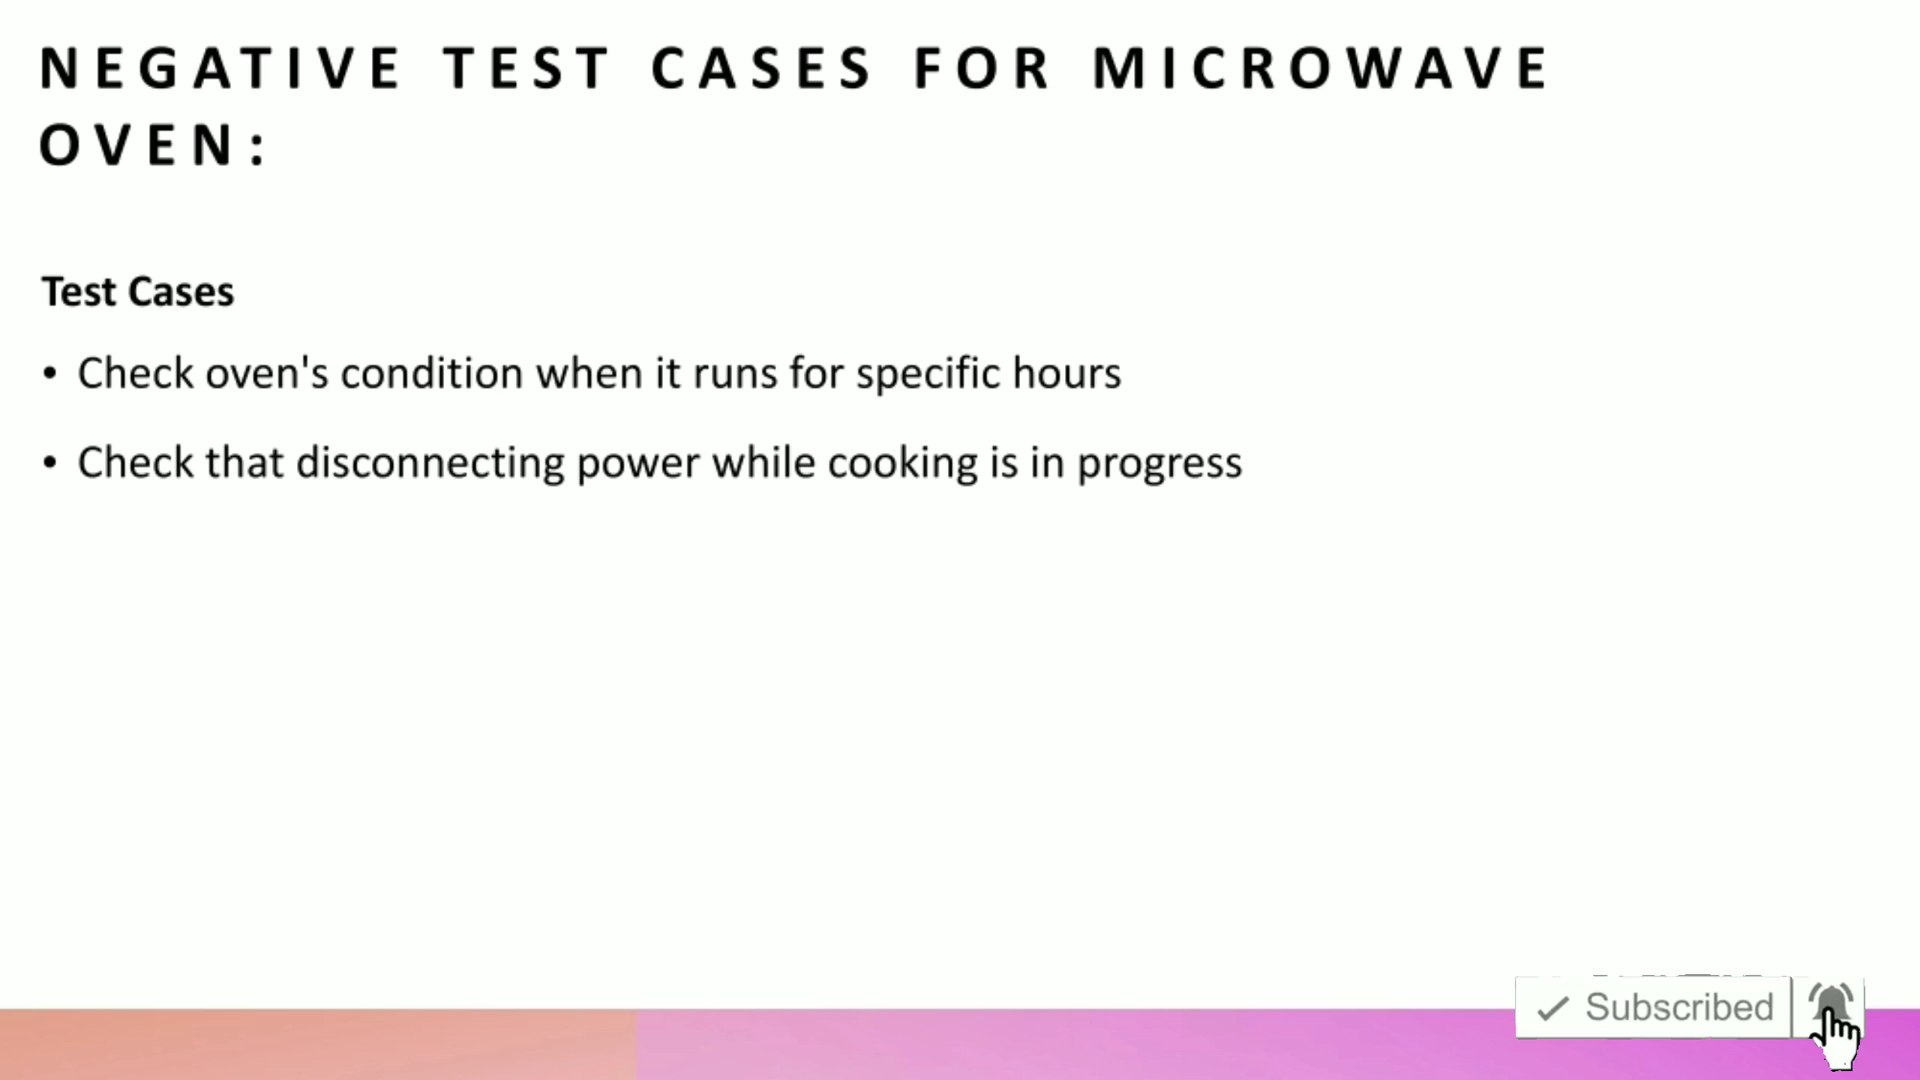 NEGATIVE TEST CASES FOR MICROWAVE
OVEN:
Test Cases
• Check oven's condition when it runs for specific hours
• Check that disconnecting power while cooking is in progress
Subscribed